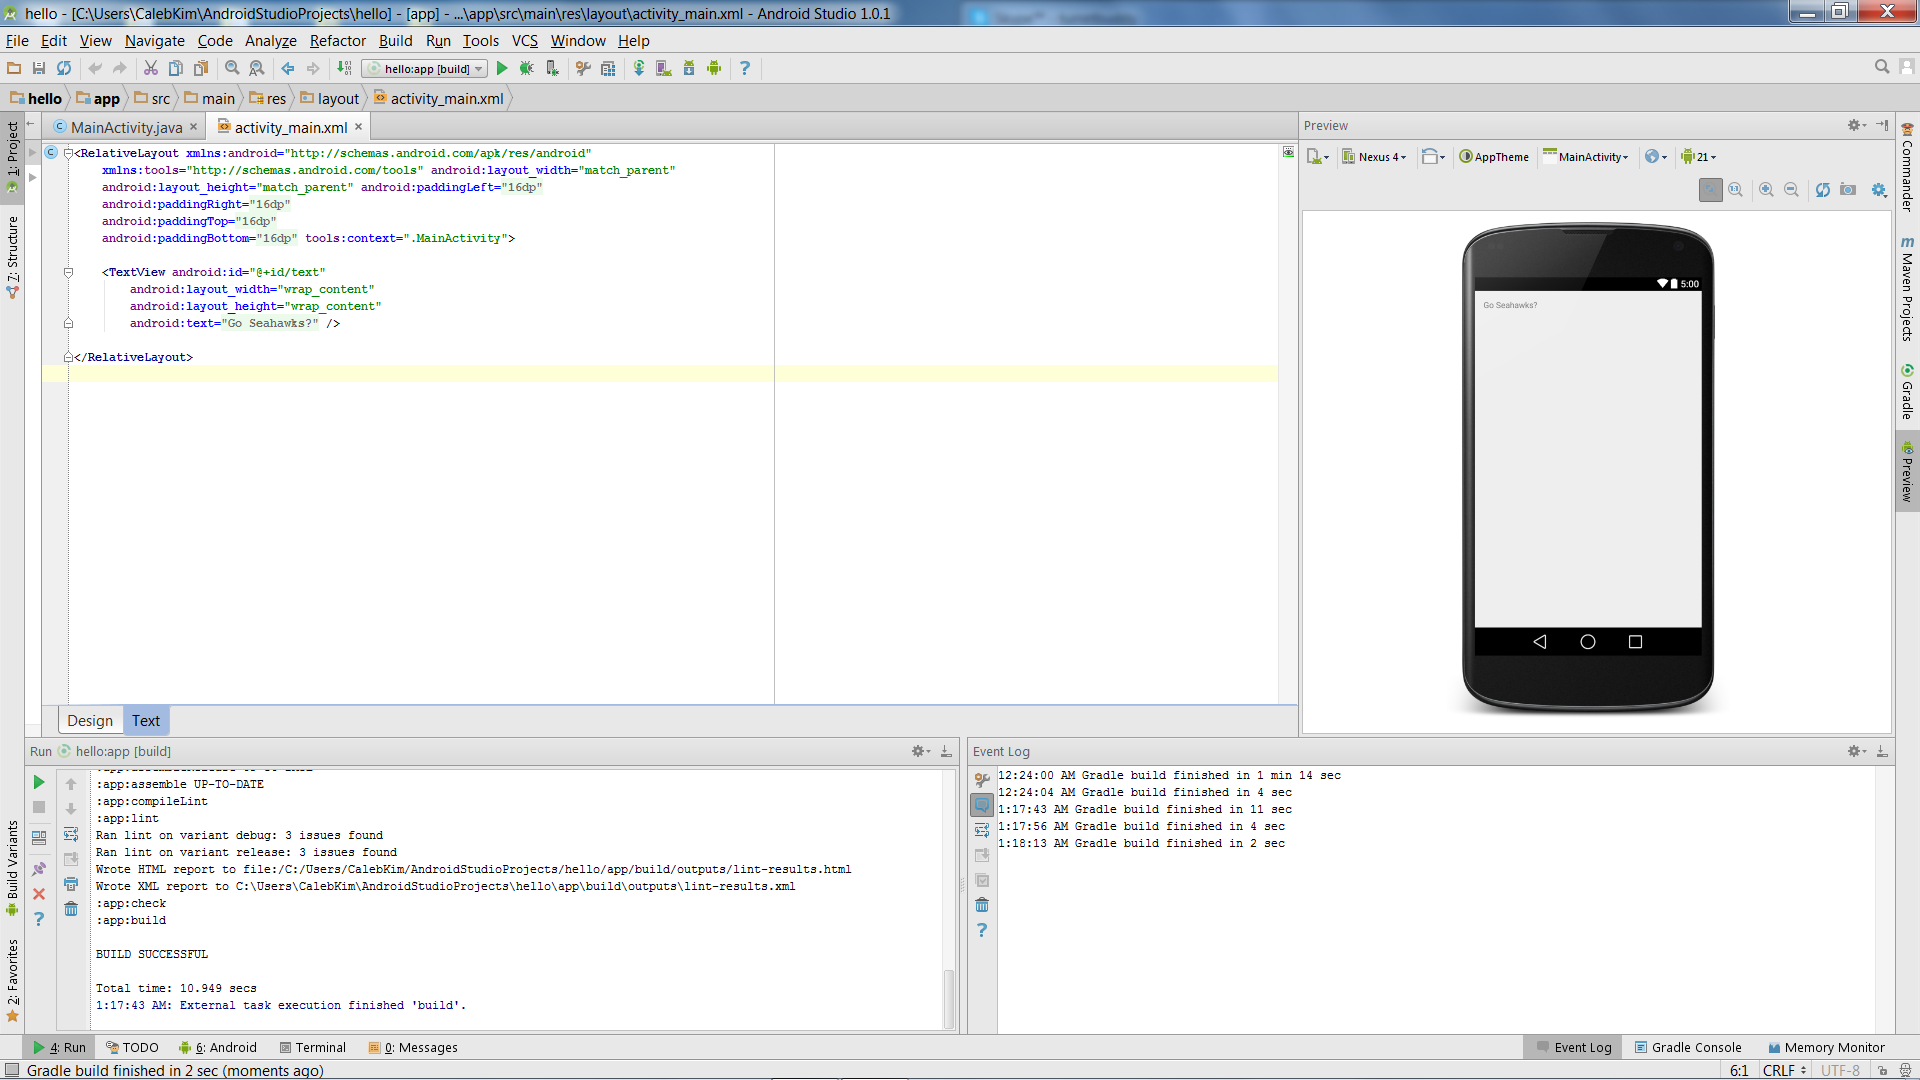 hello - [C:\Users\CalebKim\AndroidStudioProjects\hello] - [app] - ...\app\src\main\res\layout\activity_main.xml - Android Studio 1.0.1
File Edit View Navigate Code Analyze Refactor Build Run Tools VCS Window Help
hello:app [build]
hello app src main res layout activity_main.xml
MainActivity.java activity_main.xml
Preview
Nexus 4 AppTheme MainActivity 21
<RelativeLayout xmlns:android="http://schemas.android.com/apk/res/android"
xmlns:tools="http://schemas.android.com/tools" android:layout_width="match_parent"
android:layout_height="match_parent" android:paddingLeft="16dp"
android:paddingRight="16dp"
android:paddingTop="16dp"
android:paddingBottom="16dp" tools:context=".MainActivity">
<TextView android:id="@+id/text"
android:layout_width="wrap_content"
android:layout_height="wrap_content"
android:text="Go Seahawks?" />
</RelativeLayout>
5:00
Go Seahawks?
1: Project
7: Structure
Build Variants
2: Favorites
Commander
Maven Projects
Gradle
Preview
Design Text
Run hello:app [build]
:app:assemble UP-TO-DATE
:app:compileLint
:app:lint
Ran lint on variant debug: 3 issues found
Ran lint on variant release: 3 issues found
Wrote HTML report to file:/C:/Users/CalebKim/AndroidStudioProjects/hello/app/build/outputs/lint-results.html
Wrote XML report to C:\Users\CalebKim\AndroidStudioProjects\hello\app\build\outputs\lint-results.xml
:app:check
:app:build
BUILD SUCCESSFUL
Total time: 10.949 secs
1:17:43 AM: External task execution finished 'build'.
Event Log
12:24:00 AM Gradle build finished in 1 min 14 sec
12:24:04 AM Gradle build finished in 4 sec
1:17:43 AM Gradle build finished in 11 sec
1:17:56 AM Gradle build finished in 4 sec
1:18:13 AM Gradle build finished in 2 sec
4: Run TODO 6: Android Terminal 0: Messages Event Log Gradle Console Memory Monitor
Gradle build finished in 2 sec (moments ago) 6:1 CRLF UTF-8